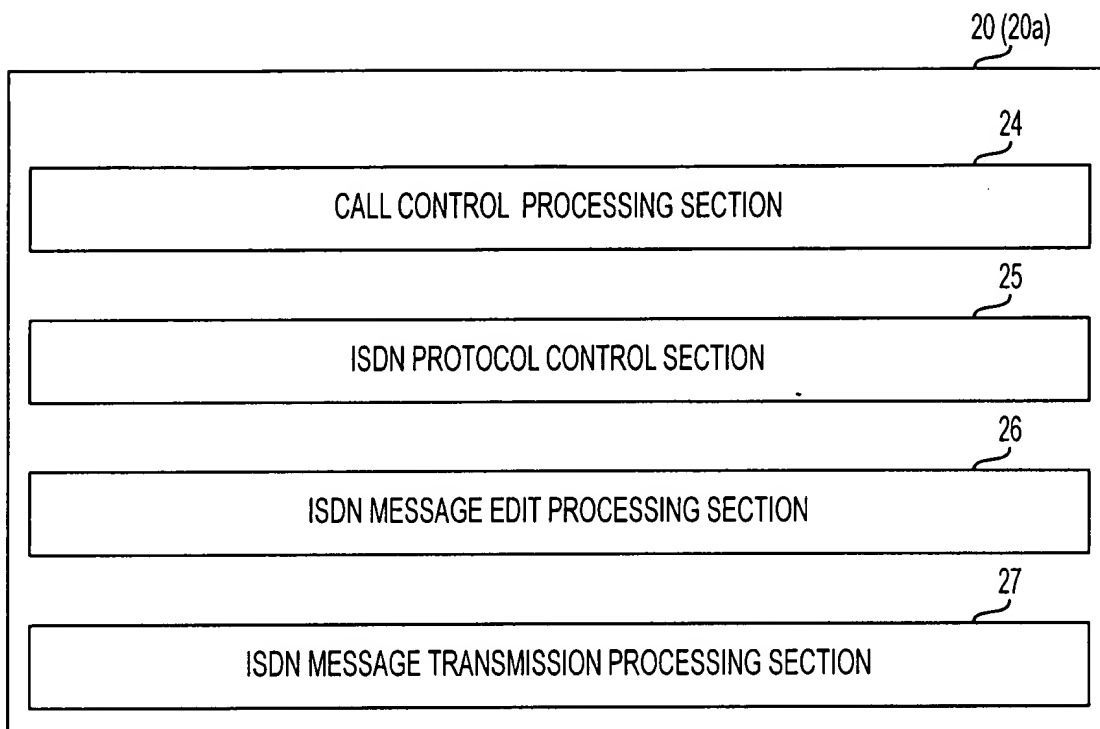 20 (20a)
24
CALL CONTROL PROCESSING SECTION
25
ISDN PROTOCOL CONTROL SECTION
26
ISDN MESSAGE EDIT PROCESSING SECTION
27
ISDN MESSAGE TRANSMISSION PROCESSING SECTION